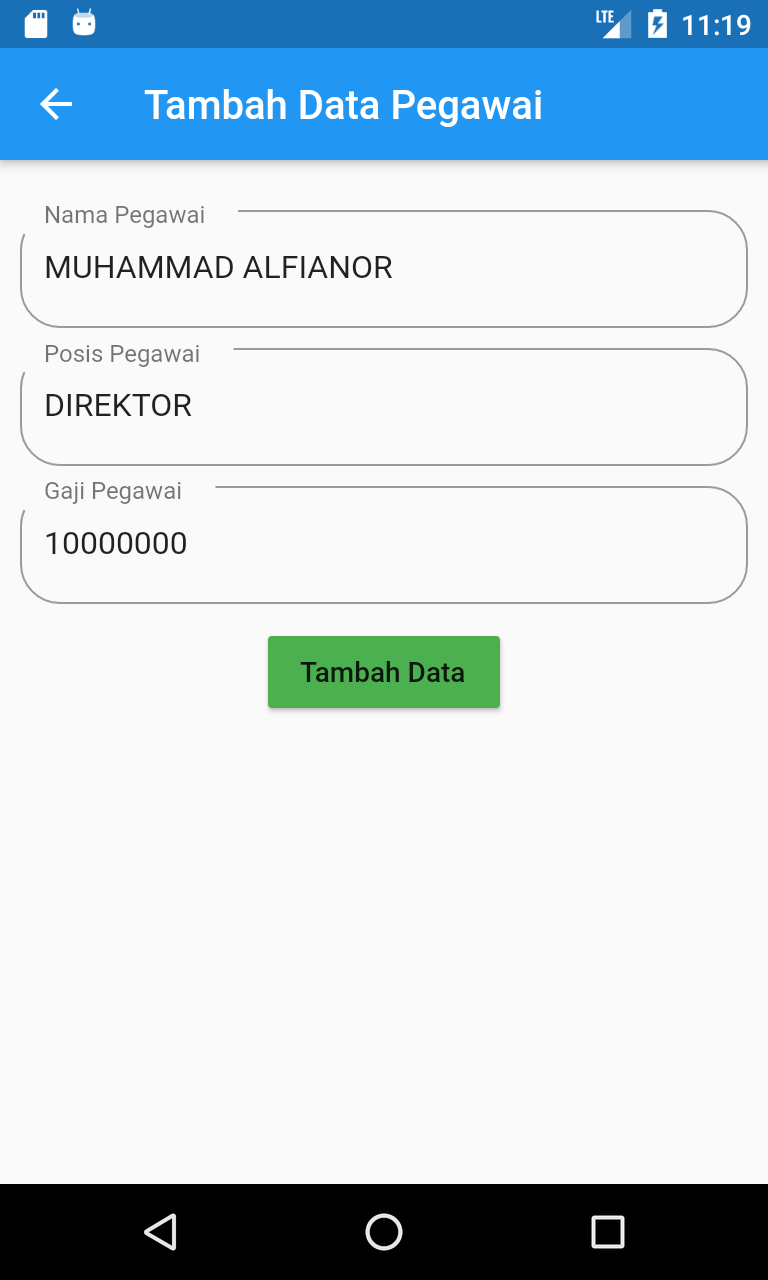 LTE 11:19
Tambah Data Pegawai
Nama Pegawai
MUHAMMAD ALFIANOR
Posis Pegawai
DIREKTOR
Gaji Pegawai
10000000
Tambah Data